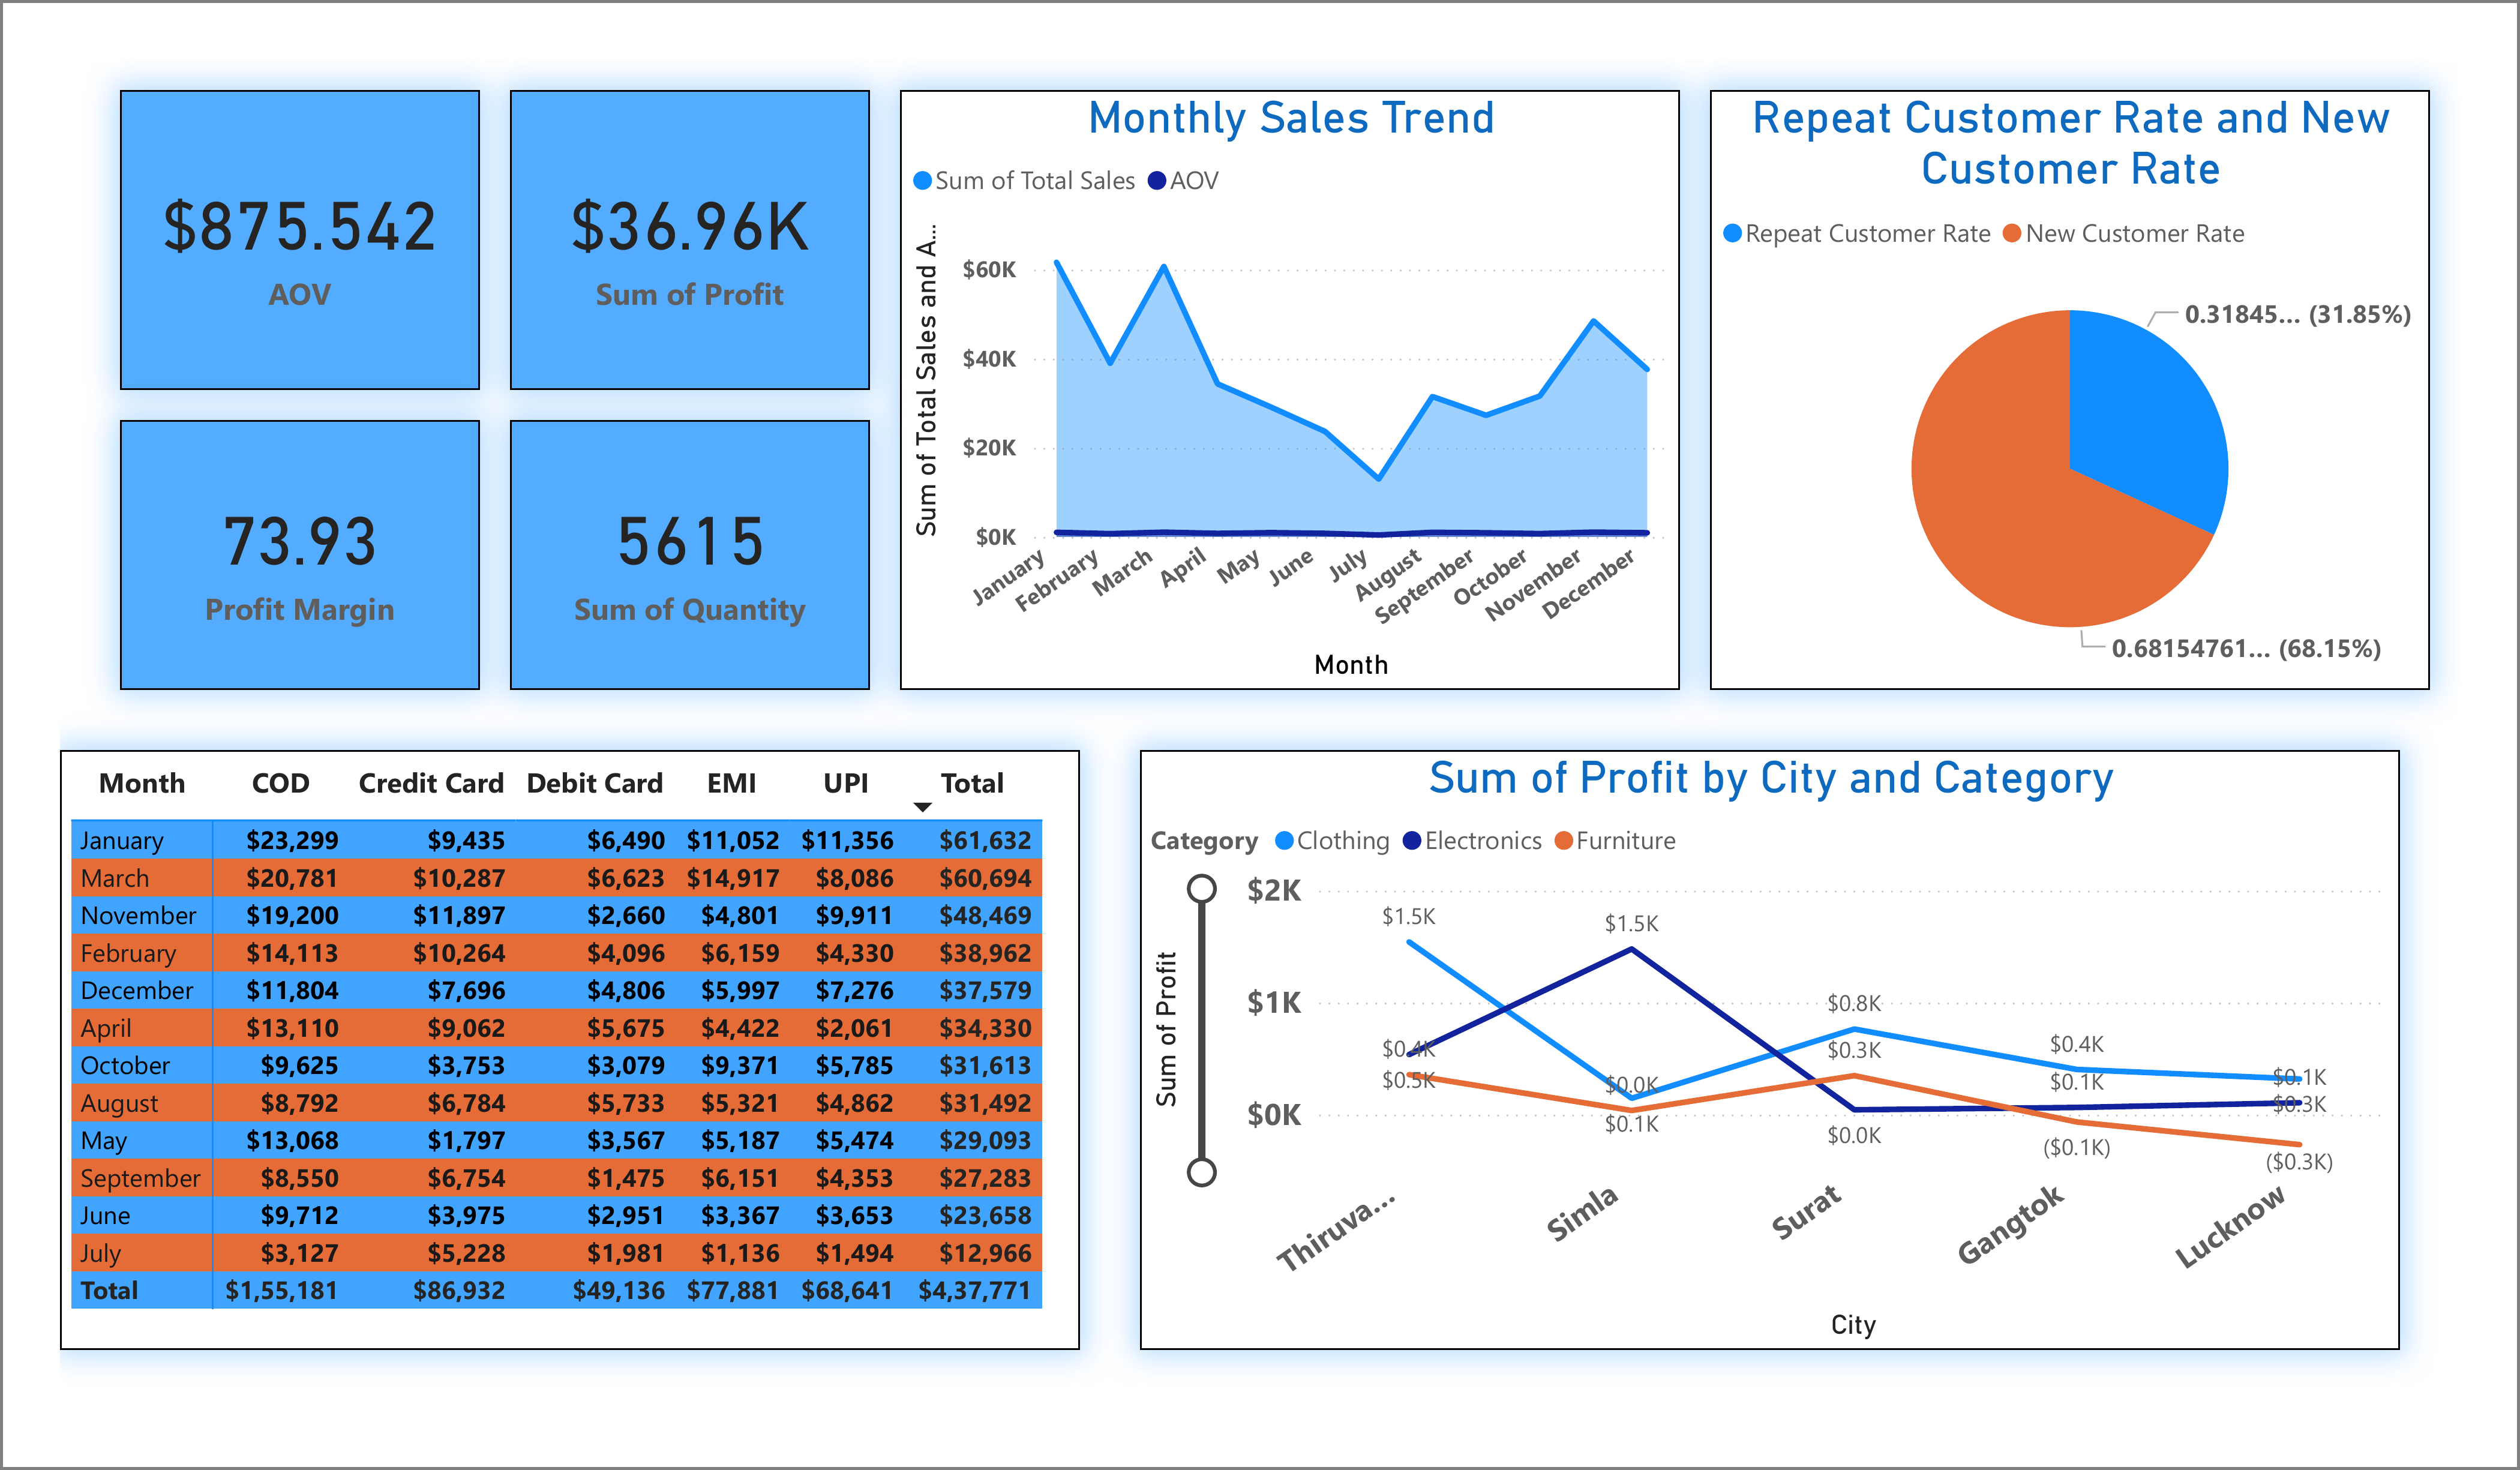 $875.542
AOV
$36.96K
Sum of Profit
73.93
Profit Margin
5615
Sum of Quantity
Monthly Sales Trend
Sum of Total Sales AOV
Sum of Total Sales and A...
$60K
$40K
$20K
$0K
January February March April May June July August September October November December
Month
Repeat Customer Rate and New
Customer Rate
Repeat Customer Rate New Customer Rate
0.31845... (31.85%)
0.68154761... (68.15%)
Month COD Credit Card Debit Card EMI UPI Total
January $23,299 $9,435 $6,490 $11,052 $11,356 $61,632
March $20,781 $10,287 $6,623 $14,917 $8,086 $60,694
November $19,200 $11,897 $2,660 $4,801 $9,911 $48,469
February $14,113 $10,264 $4,096 $6,159 $4,330 $38,962
December $11,804 $7,696 $4,806 $5,997 $7,276 $37,579
April $13,110 $9,062 $5,675 $4,422 $2,061 $34,330
October $9,625 $3,753 $3,079 $9,371 $5,785 $31,613
August $8,792 $6,784 $5,733 $5,321 $4,862 $31,492
May $13,068 $1,797 $3,567 $5,187 $5,474 $29,093
September $8,550 $6,754 $1,475 $6,151 $4,353 $27,283
June $9,712 $3,975 $2,951 $3,367 $3,653 $23,658
July $3,127 $5,228 $1,981 $1,136 $1,494 $12,966
Total $1,55,181 $86,932 $49,136 $77,881 $68,641 $4,37,771
Sum of Profit by City and Category
Category Clothing Electronics Furniture
Sum of Profit
$2K
$1K
$0K
$1.5K
$0.4K
$0.5K
$1.5K
$0.0K
$0.1K
$0.8K
$0.3K
$0.0K
$0.4K
$0.1K
($0.1K)
$0.1K
$0.3K
($0.3K)
Thiruva... Simla Surat Gangtok Lucknow
City